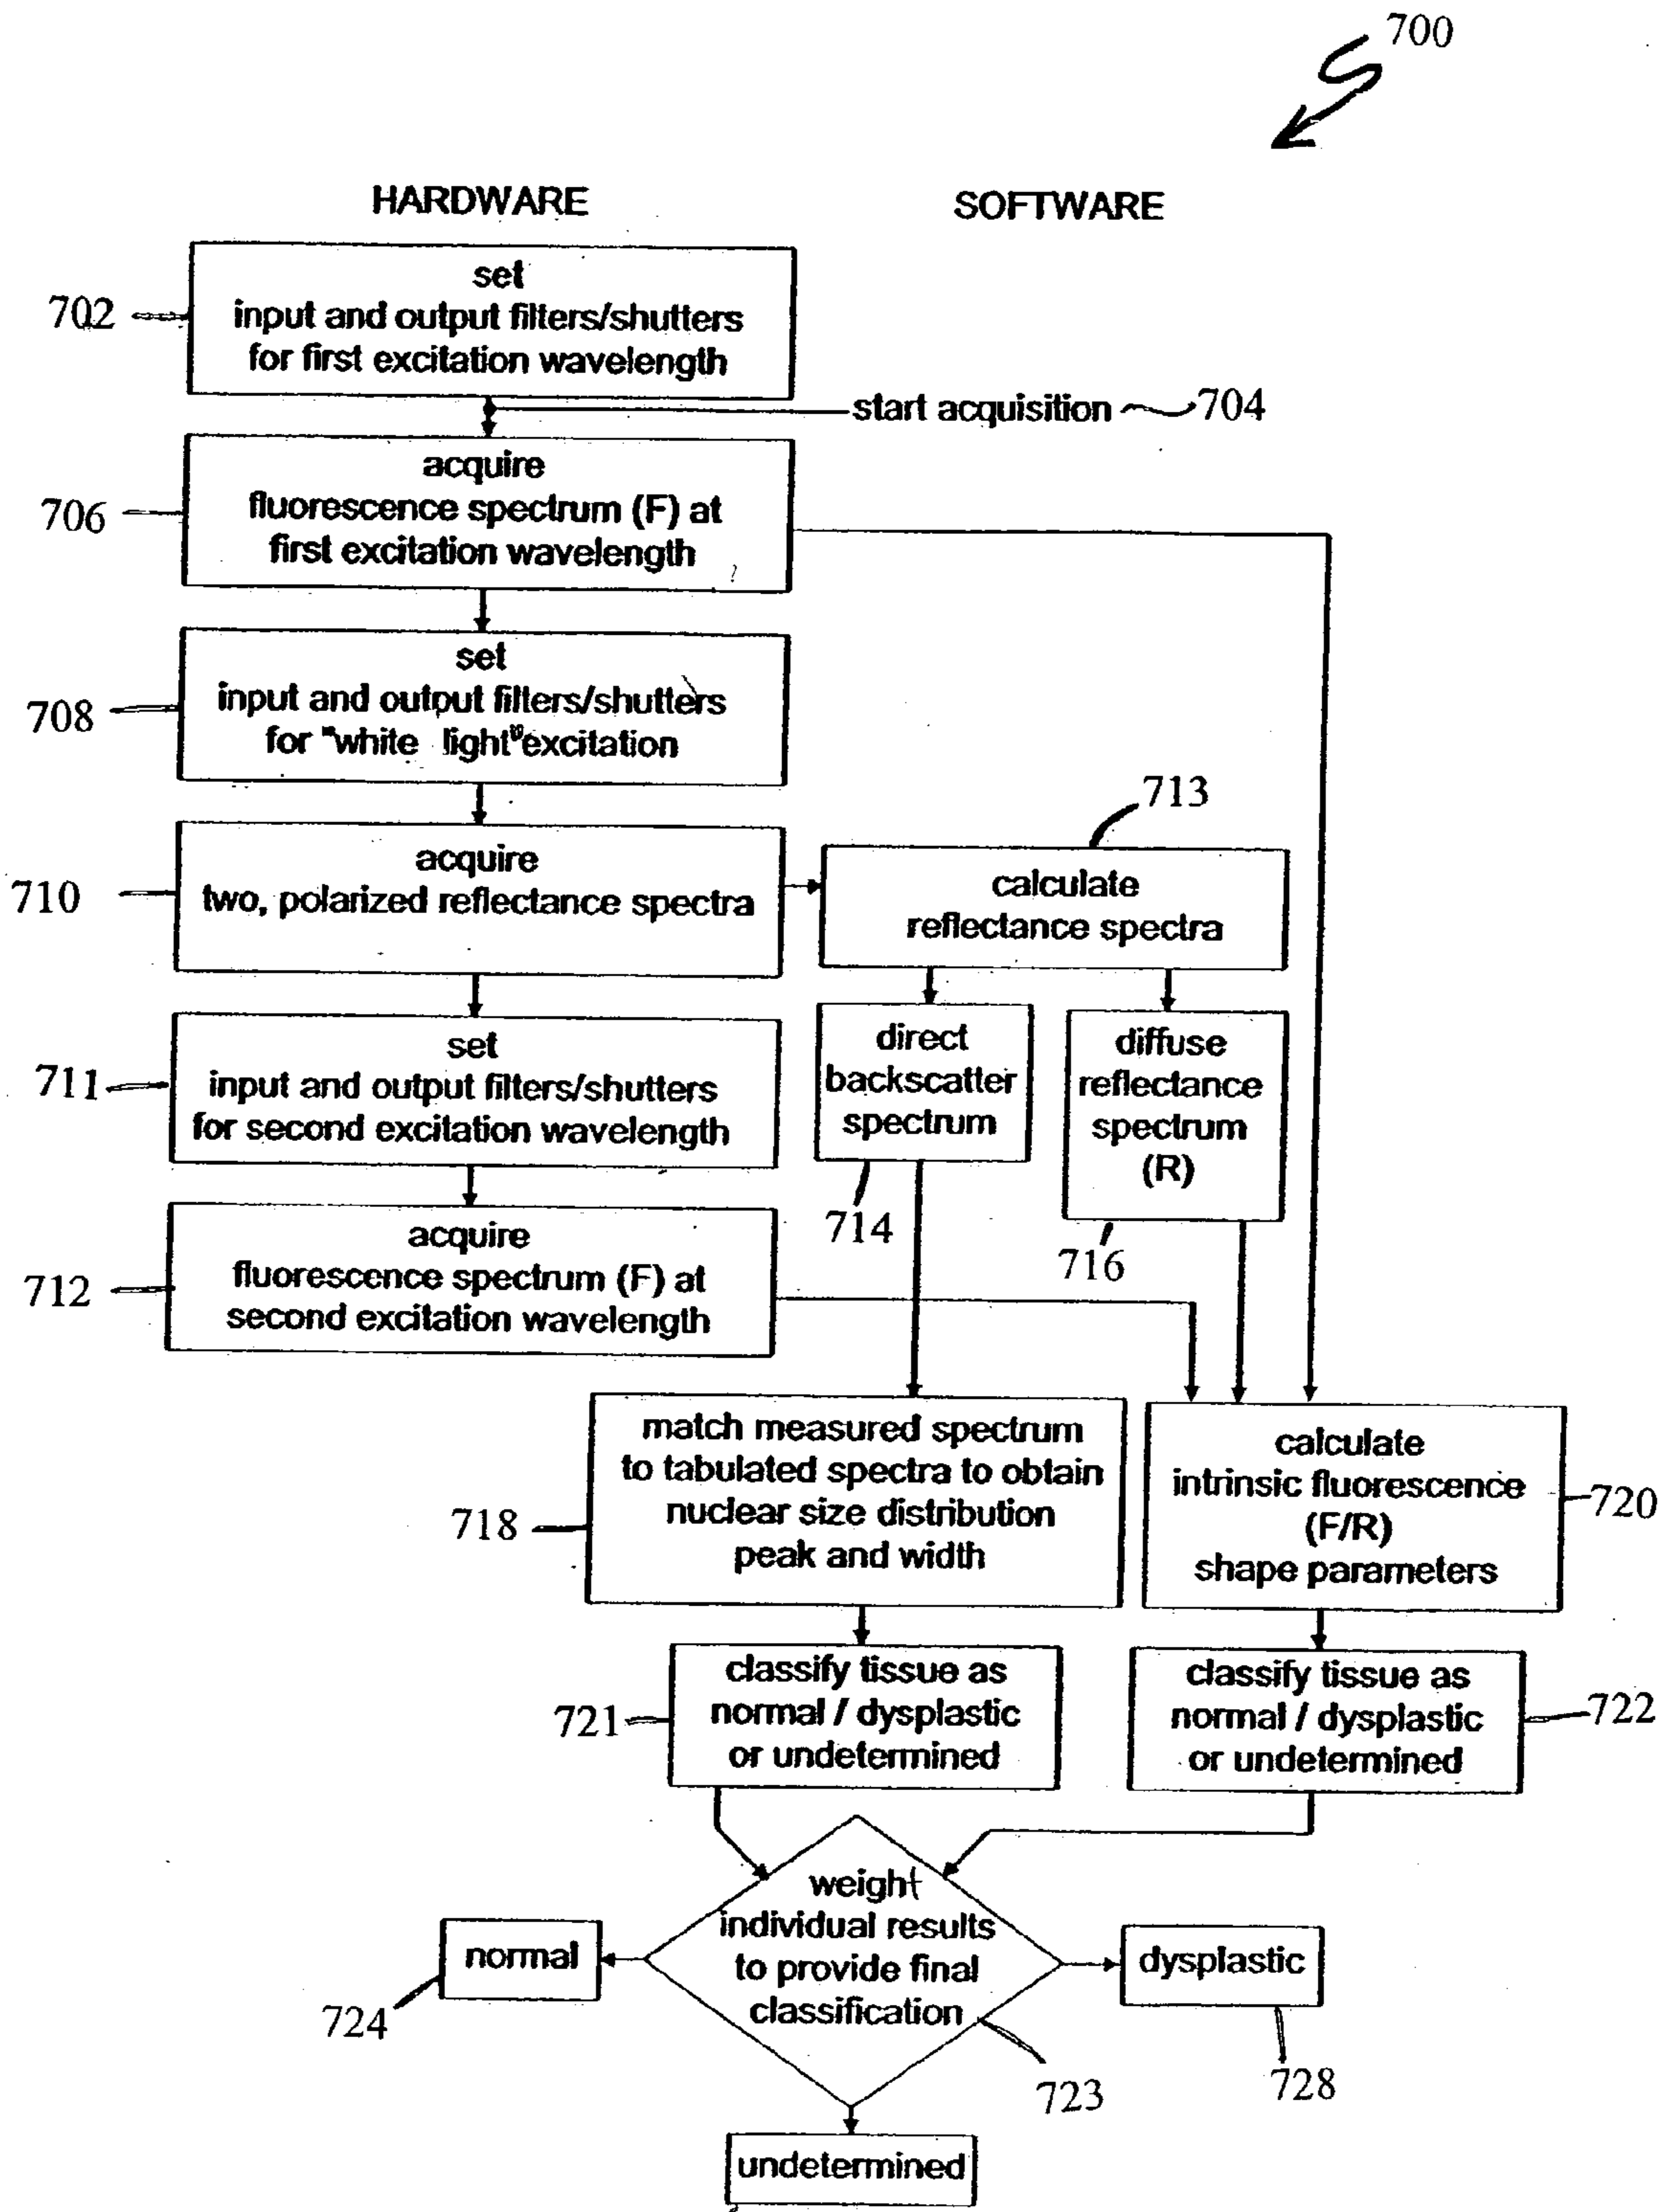 700
HARDWARE
SOFTWARE
702
set
input and output filters/shutters
for first excitation wavelength
start acquisition
704
706
acquire
fluorescence spectrum (F) at
first excitation wavelength
708
set
input and output filters/shutters
for "white light" excitation
710
acquire
two, polarized reflectance spectra
713
calculate
reflectance spectra
711
set
input and output filters/shutters
for second excitation wavelength
direct
backscatter
spectrum
714
diffuse
reflectance
spectrum
(R)
716
712
acquire
fluorescence spectrum (F) at
second excitation wavelength
718
match measured spectrum
to tabulated spectra to obtain
nuclear size distribution
peak and width
calculate
intrinsic fluorescence
(F/R)
shape parameters
720
721
classify tissue as
normal / dysplastic
or undetermined
classify tissue as
normal / dysplastic
or undetermined
722
weight
individual results
to provide final
classification
723
normal
724
dysplastic
728
undetermined